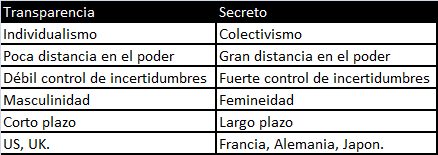 Transparencia Secreto
Individualismo Colectivismo
Poca distancia en el poder Gran distancia en el poder
Débil control de incertidumbres Fuerte control de incertidumbres
Masculinidad Femineidad
Corto plazo Largo plazo
US, UK. Francia, Alemania, Japon.